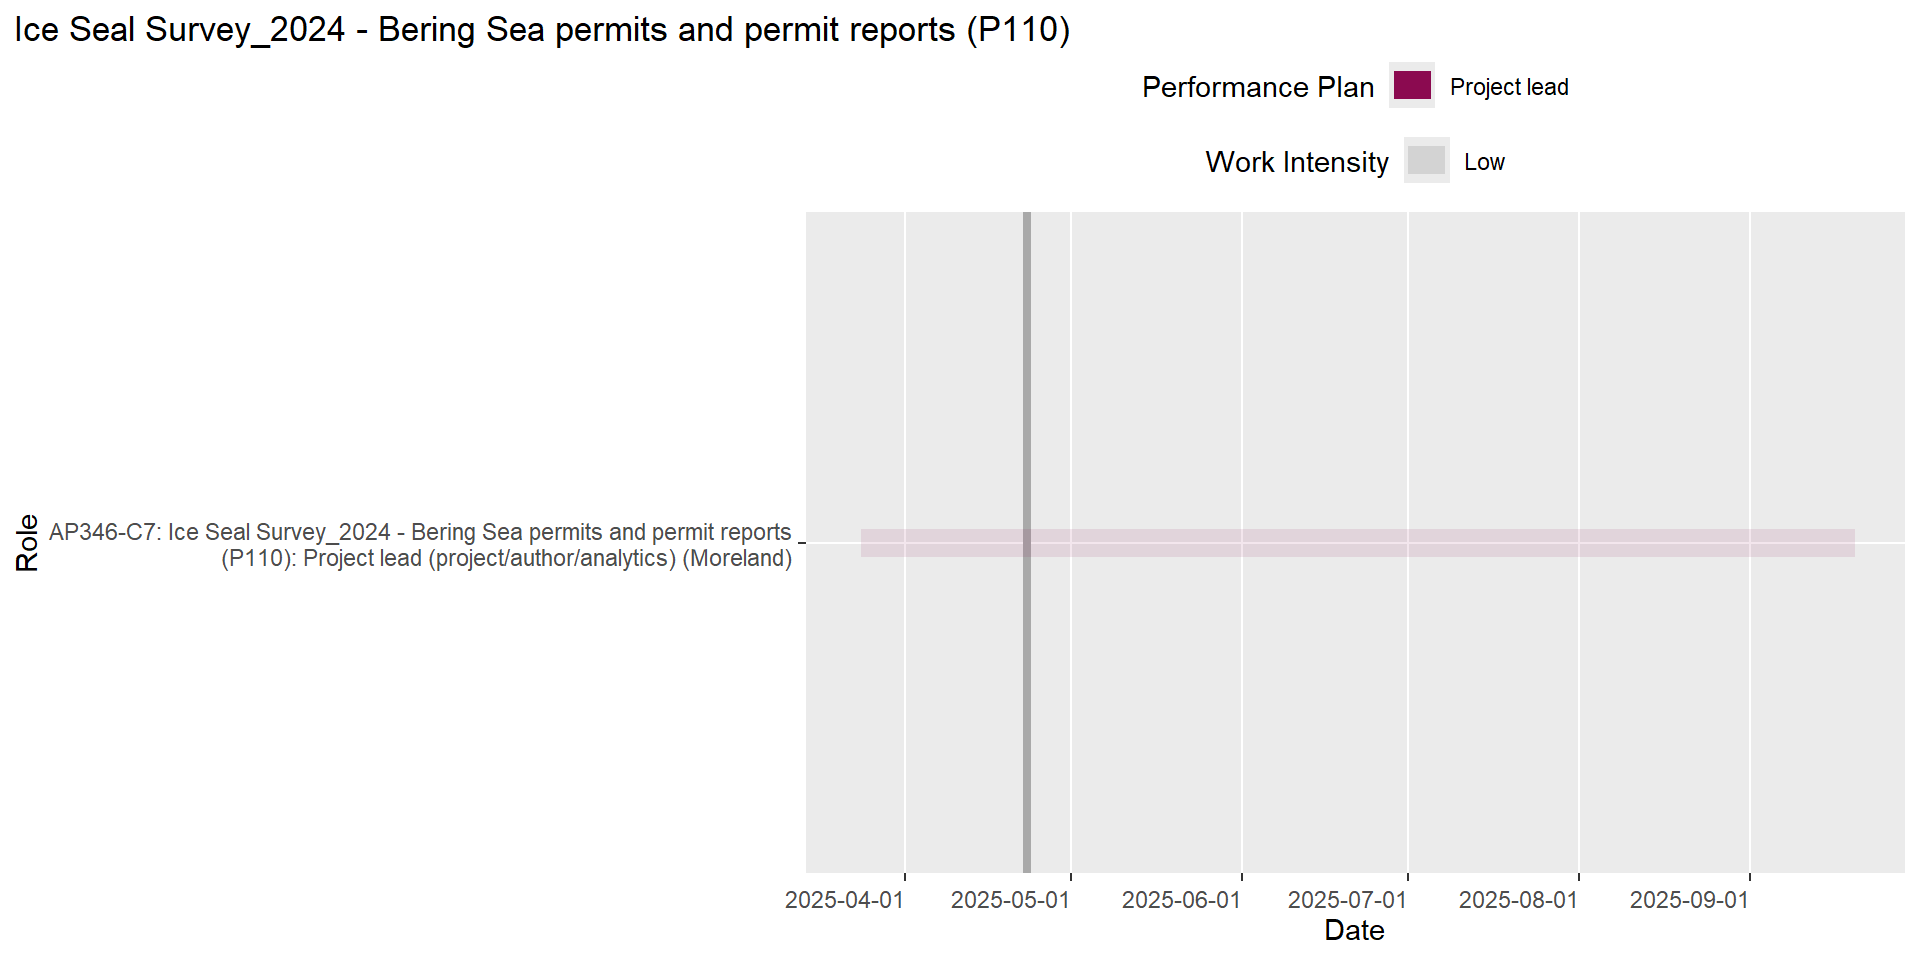 Ice Seal Survey_2024 - Bering Sea permits and permit reports (P110)
Performance Plan
Project lead
Work Intensity
Low
Role
AP346-C7: Ice Seal Survey_2024 - Bering Sea permits and permit reports
(P110): Project lead (project/author/analytics) (Moreland)
2025-04-01
2025-05-01
2025-06-01
2025-07-01
2025-08-01
2025-09-01
Date